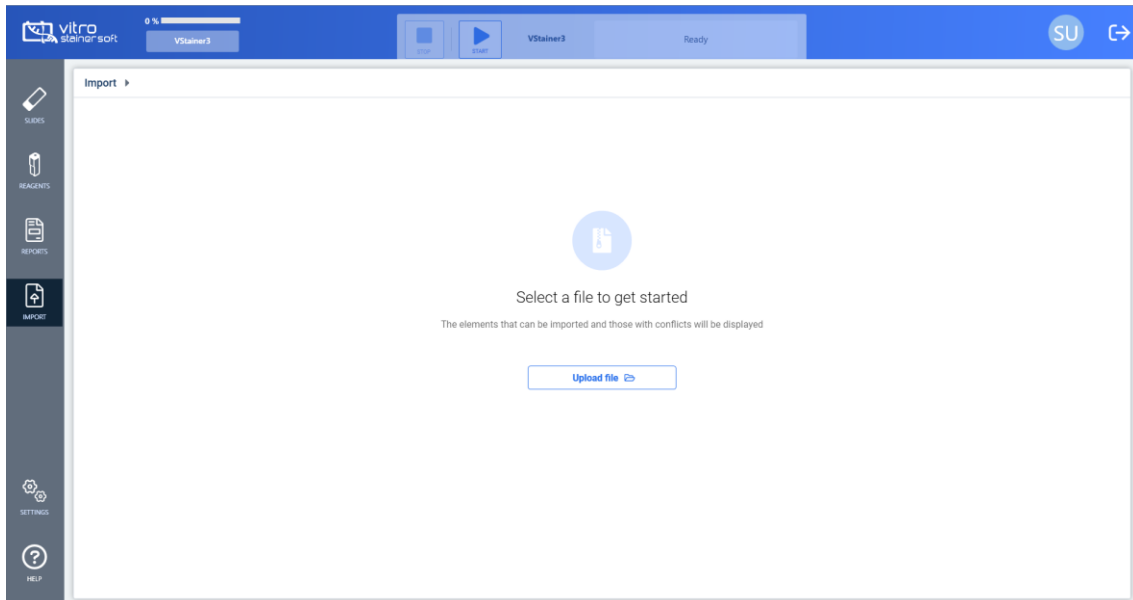 vitro
stainer soft
0 %
VStainer3
STOP
START
VStainer3
Ready
SU
SLIDES
REAGENTS
REPORTS
IMPORT
SETTINGS
HELP
Import
Select a file to get started
The elements that can be imported and those with conflicts will be displayed
Upload file